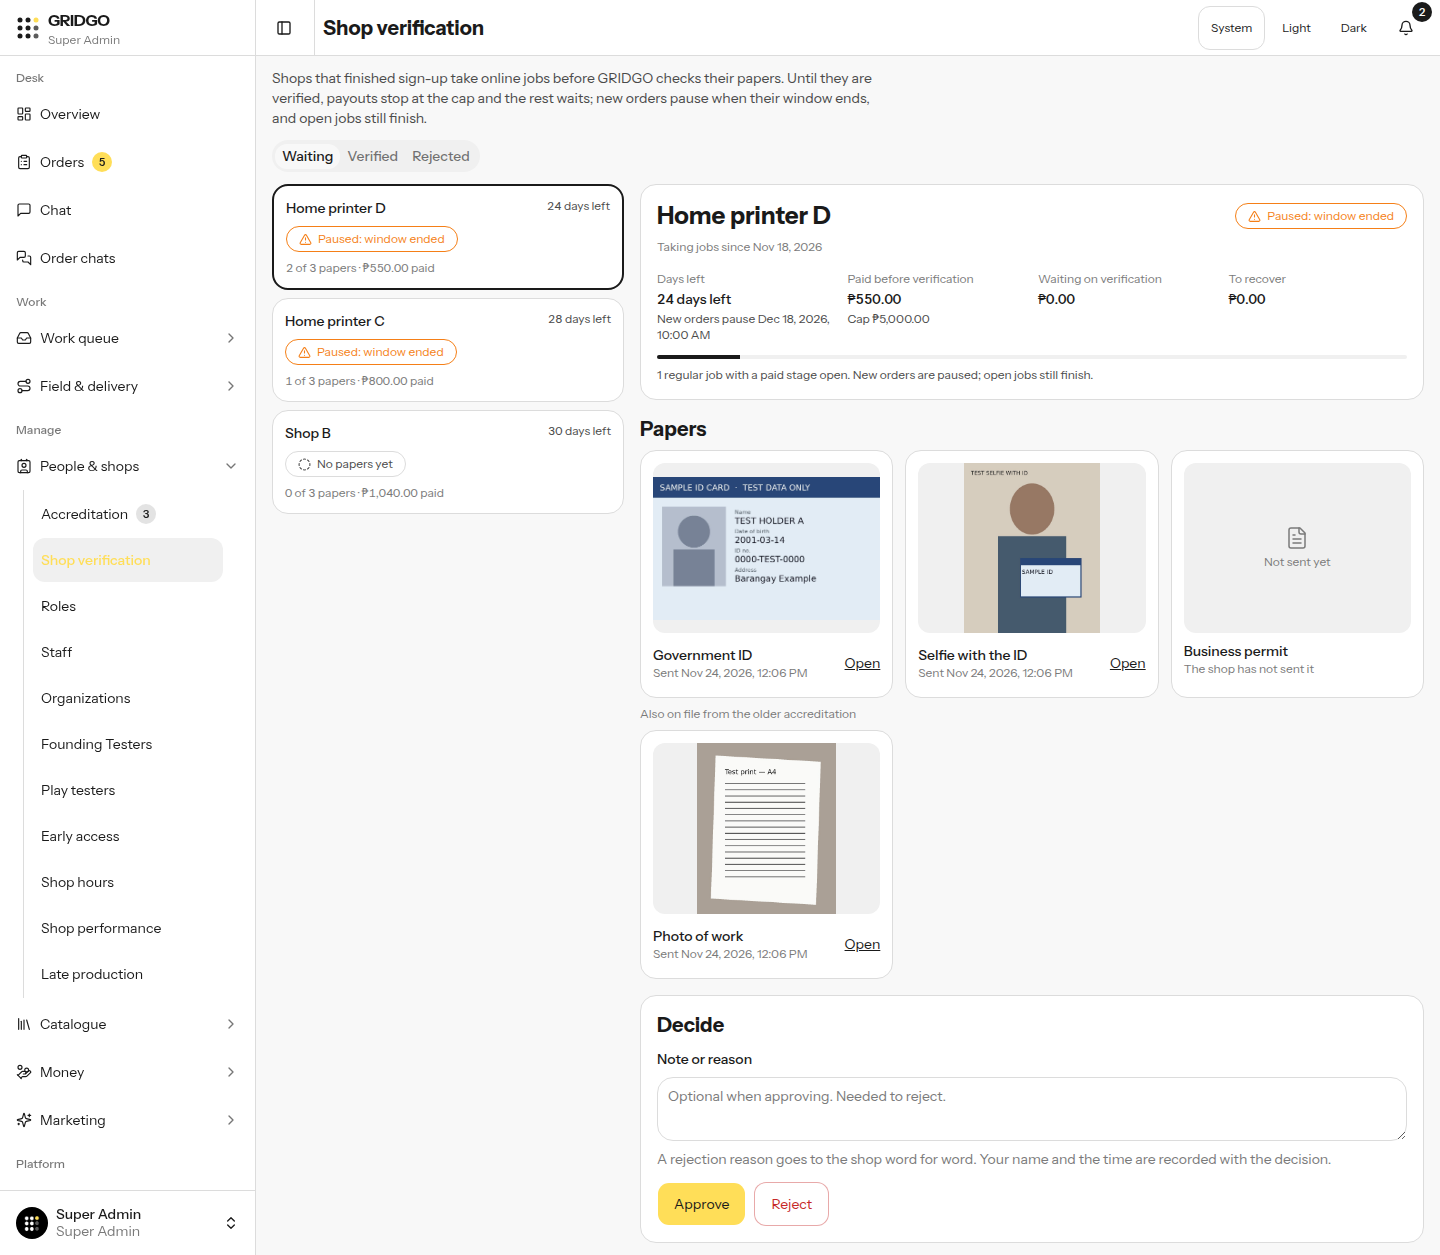 GRIDGO
Super Admin
Shop verification
System
Light
Dark
2
Desk
Overview
Orders 5
Chat
Order chats
Work
Work queue
Field & delivery
Manage
People & shops
Accreditation 3
Shop verification
Roles
Staff
Organizations
Founding Testers
Play testers
Early access
Shop hours
Shop performance
Late production
Catalogue
Money
Marketing
Platform
Super Admin
Super Admin
Shops that finished sign-up take online jobs before GRIDGO checks their papers. Until they are
verified, payouts stop at the cap and the rest waits; new orders pause when their window ends,
and open jobs still finish.
Waiting Verified Rejected
Home printer D 24 days left
Paused: window ended
2 of 3 papers · ₱550.00 paid
Home printer C 28 days left
Paused: window ended
1 of 3 papers · ₱800.00 paid
Shop B 30 days left
No papers yet
0 of 3 papers · ₱1,040.00 paid
Home printer D
Paused: window ended
Taking jobs since Nov 18, 2026
Days left
24 days left
New orders pause Dec 18, 2026,
10:00 AM
Paid before verification
₱550.00
Cap ₱5,000.00
Waiting on verification
₱0.00
To recover
₱0.00
1 regular job with a paid stage open. New orders are paused; open jobs still finish.
Papers
SAMPLE ID CARD · TEST DATA ONLY
Name
TEST HOLDER A
Date of birth
2001-03-14
ID no.
0000-TEST-0000
Address
Barangay Example
Government ID
Sent Nov 24, 2026, 12:06 PM
Open
TEST SELFIE WITH ID
SAMPLE ID
Selfie with the ID
Sent Nov 24, 2026, 12:06 PM
Open
Not sent yet
Business permit
The shop has not sent it
Also on file from the older accreditation
Test print — A4
Photo of work
Sent Nov 24, 2026, 12:06 PM
Open
Decide
Note or reason
Optional when approving. Needed to reject.
A rejection reason goes to the shop word for word. Your name and the time are recorded with the decision.
Approve
Reject